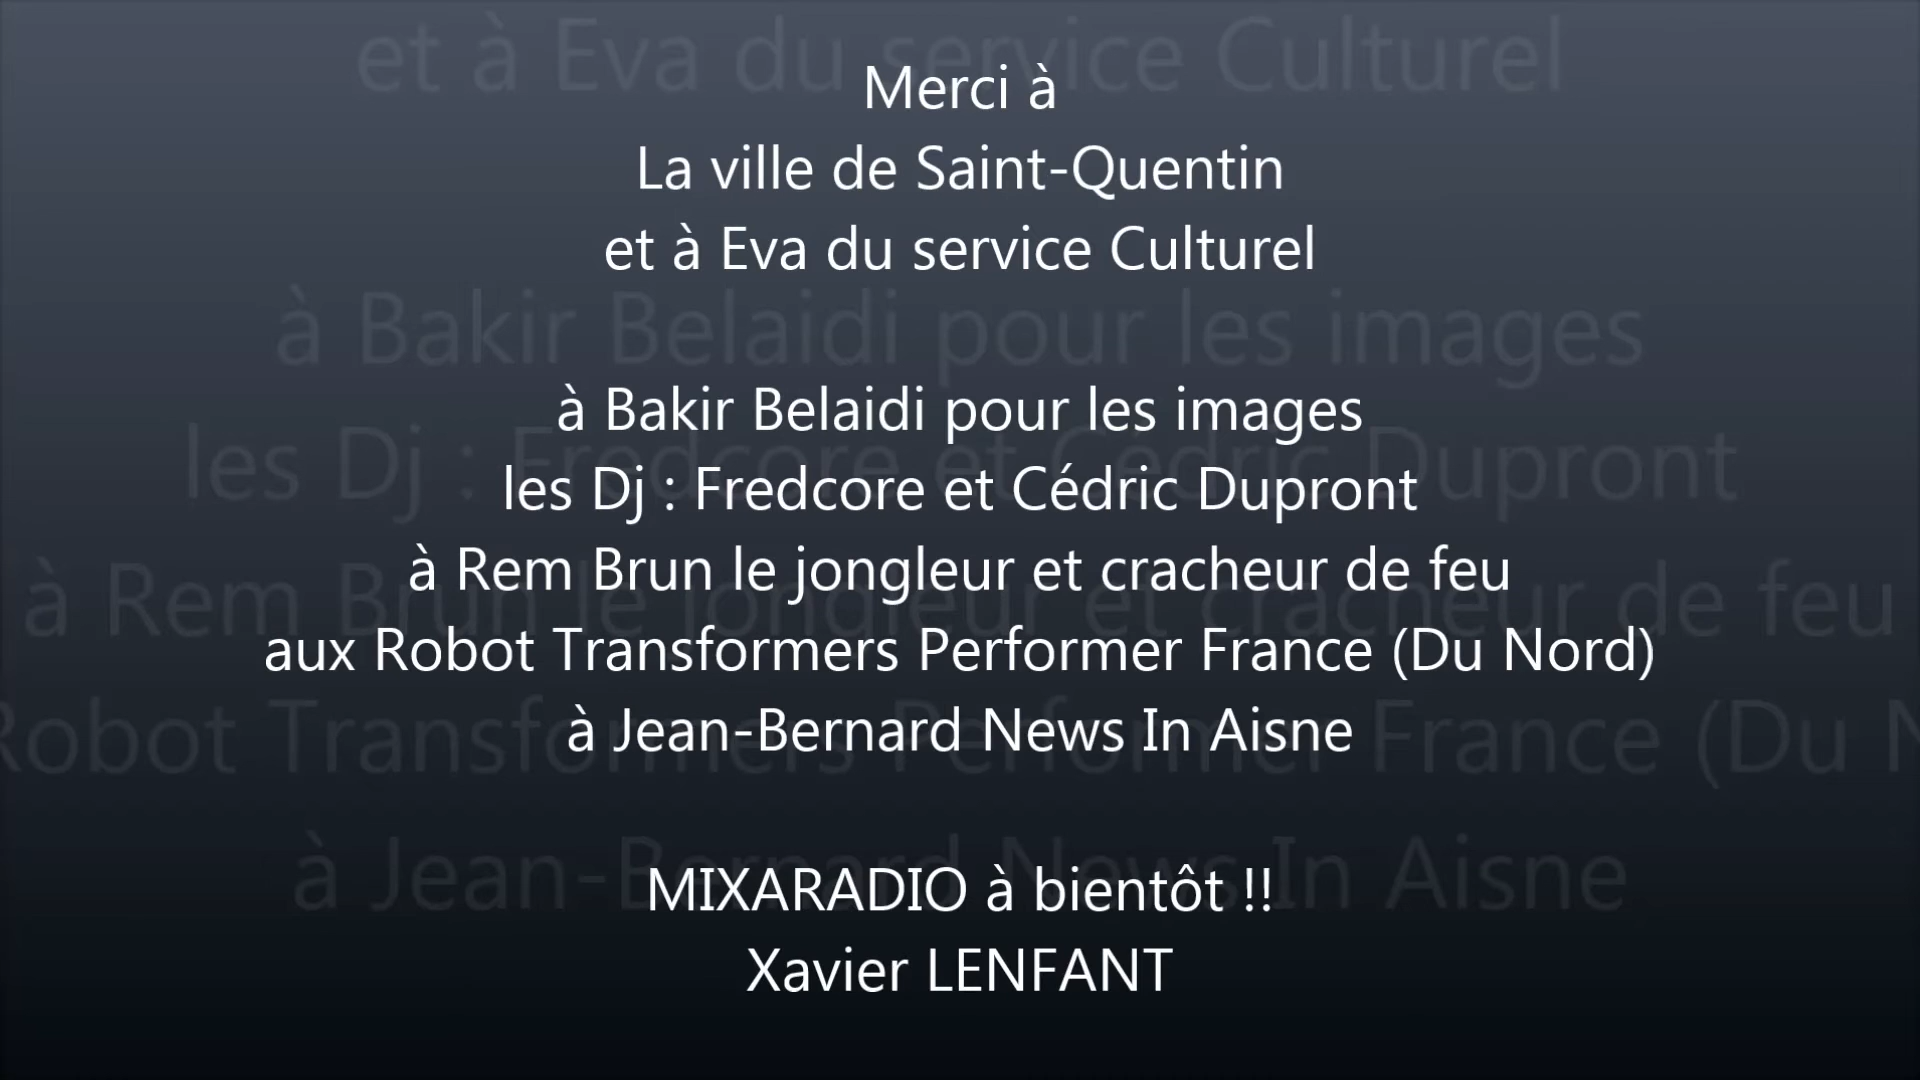 Merci à
La ville de Saint-Quentin
et à Eva du service Culturel
à Bakir Belaidi pour les images
les Dj : Fredcore et Cédric Dupront
à Rem Brun le jongleur et cracheur de feu
aux Robot Transformers Performer France (Du Nord)
à Jean-Bernard News In Aisne
MIXARADIO à bientôt !!
Xavier LENFANT